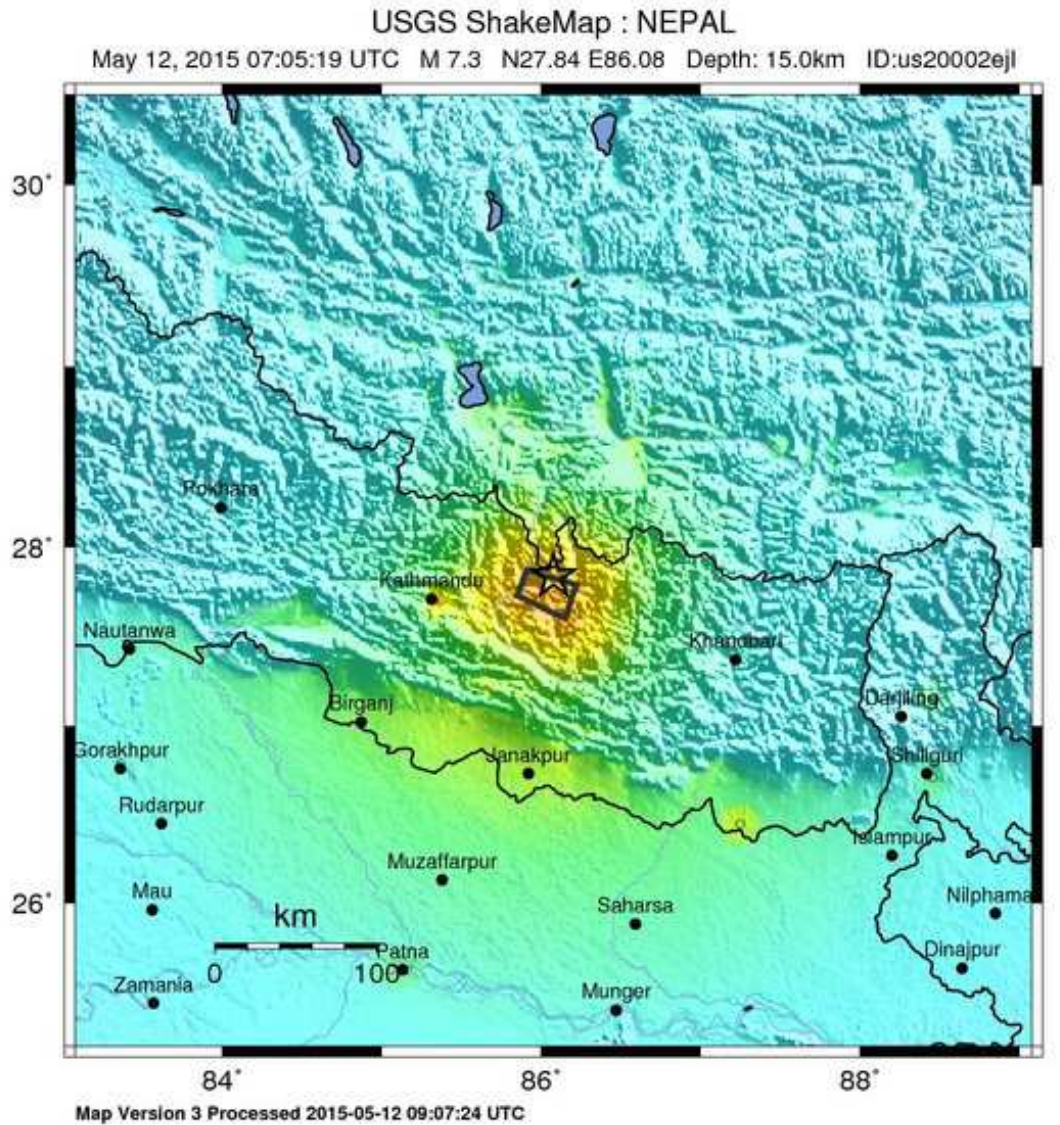 USGS ShakeMap : NEPAL
May 12, 2015 07:05:19 UTC M 7.3 N27.84 E86.08 Depth: 15.0km ID:us20002ejl
30˚
Pokhara
28˚
Kathmandu
Nautanwa
Khandbari
Birganj
Darjiling
Gorakhpur
Janakpur
Shiliguri
Rudarpur
Islampur
Muzaffarpur
Mau
Nilphama
26˚
Saharsa
km
Patna
Dinajpur
0 100
Zamania
Munger
84˚ 86˚ 88˚
Map Version 3 Processed 2015-05-12 09:07:24 UTC